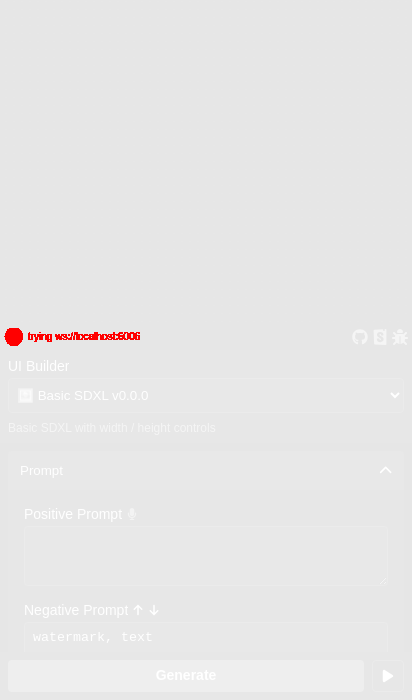 trying ws://localhost:6006
UI Builder
Basic SDXL v0.0.0
Basic SDXL with width / height controls
Prompt
Positive Prompt
Negative Prompt
watermark, text
Generate